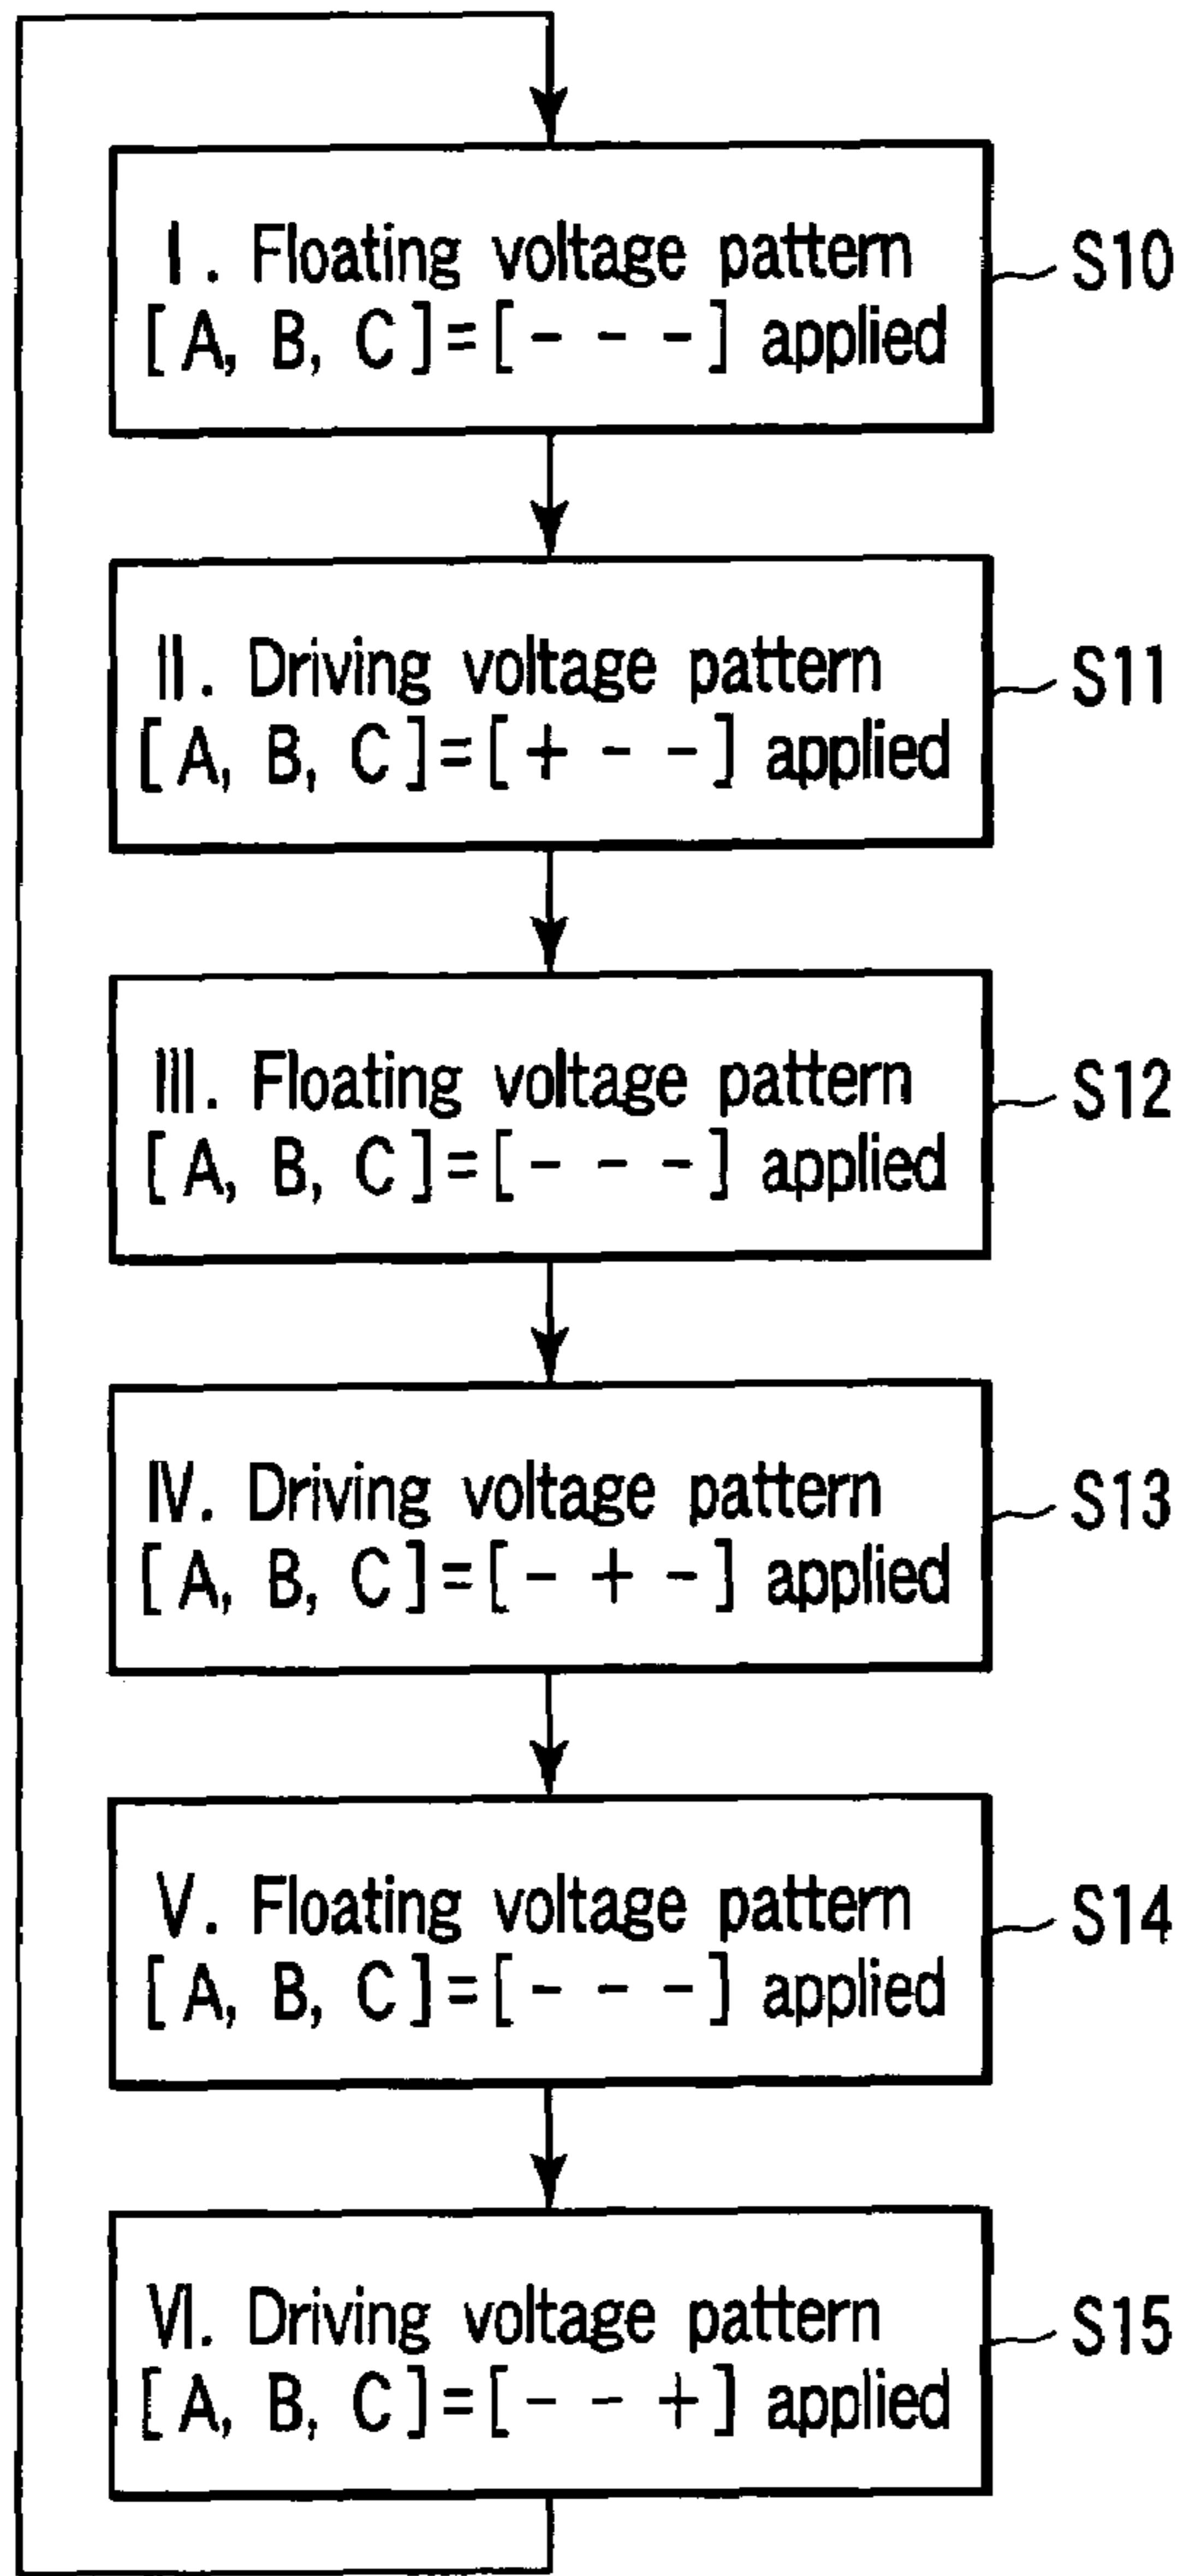 I. Floating voltage pattern
[A, B, C]=[- - -] applied
S10
II. Driving voltage pattern
[A, B, C]=[+ - -] applied
S11
III. Floating voltage pattern
[A, B, C]=[- - -] applied
S12
IV. Driving voltage pattern
[A, B, C]=[- + -] applied
S13
V. Floating voltage pattern
[A, B, C]=[- - -] applied
S14
VI. Driving voltage pattern
[A, B, C]=[- - +] applied
S15